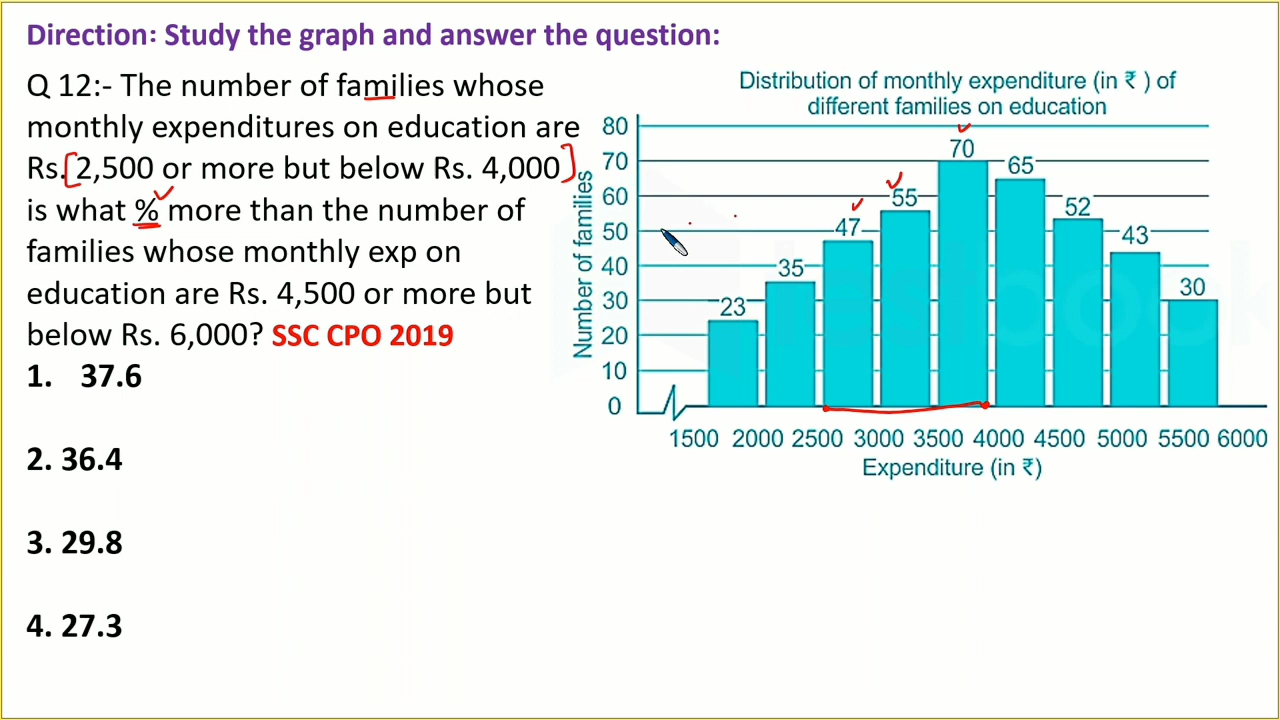 Direction: Study the graph and answer the question:
Q 12:- The number of families whose
monthly expenditures on education are
Rs.[2,500 or more but below Rs. 4,000]
is what % more than the number of
families whose monthly exp on
education are Rs. 4,500 or more but
below Rs. 6,000? SSC CPO 2019
1. 37.6
2. 36.4
3. 29.8
4. 27.3
Distribution of monthly expenditure (in ₹ ) of
different families on education
Number of families
80
70
60
50
40
30
20
10
0
23
35
47
55
70
65
52
43
30
1500 2000 2500 3000 3500 4000 4500 5000 5500 6000
Expenditure (in ₹)